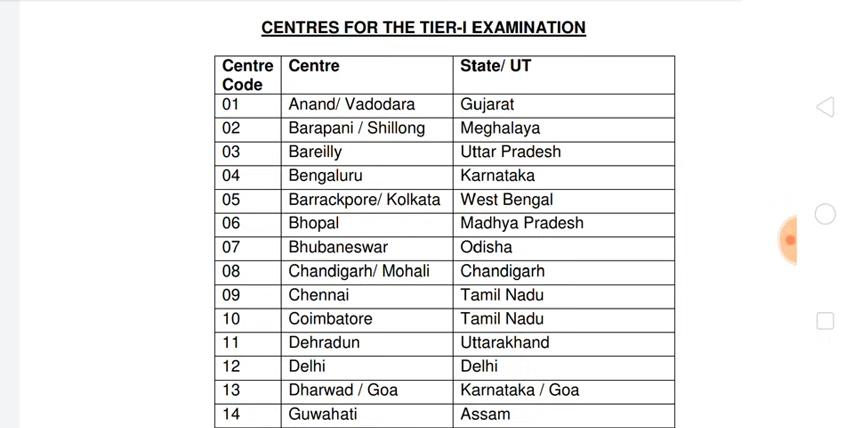 CENTRES FOR THE TIER-I EXAMINATION
Centre Code Centre State/ UT
01 Anand/ Vadodara Gujarat
02 Barapani / Shillong Meghalaya
03 Bareilly Uttar Pradesh
04 Bengaluru Karnataka
05 Barrackpore/ Kolkata West Bengal
06 Bhopal Madhya Pradesh
07 Bhubaneswar Odisha
08 Chandigarh/ Mohali Chandigarh
09 Chennai Tamil Nadu
10 Coimbatore Tamil Nadu
11 Dehradun Uttarakhand
12 Delhi Delhi
13 Dharwad / Goa Karnataka / Goa
14 Guwahati Assam